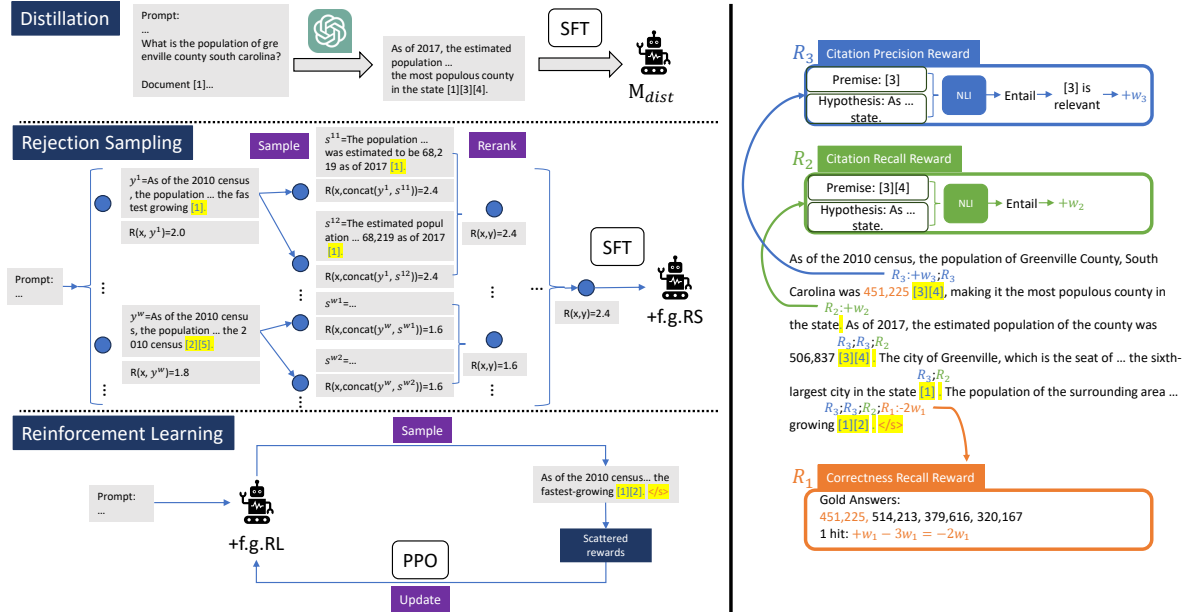 Distillation
Prompt:
...
What is the population of gre
enville county south carolina?
Document [1]...
As of 2017, the estimated
population ...
the most populous county
in the state [1][3][4].
SFT
M_dist
Rejection Sampling
Sample
Rerank
Prompt:
...
y¹=As of the 2010 census
, the population ... the fas
test growing [1].
R(x, y¹)=2.0
s¹¹=The population ...
was estimated to be 68,2
19 as of 2017 [1].
R(x,concat(y¹, s¹¹))=2.4
s¹²=The estimated popul
ation ... 68,219 as of 2017
[1].
R(x,concat(y¹, s¹²))=2.4
R(x,y)=2.4
...
yʷ=As of the 2010 censu
s, the population ... the 2
010 census [2][5].
R(x, yʷ)=1.8
...
sʷ¹=...
R(x,concat(yʷ, sʷ¹))=1.6
sʷ²=...
R(x,concat(yʷ, sʷ²))=1.6
...
...
R(x,y)=1.6
...
...
R(x,y)=2.4
SFT
+f.g.RS
Reinforcement Learning
Sample
Prompt:
...
+f.g.RL
As of the 2010 census... the
fastest-growing [1][2]. </s>
Scattered
rewards
PPO
Update
R₃ Citation Precision Reward
Premise: [3]
Hypothesis: As ...
state.
NLI
Entail
[3] is
relevant
+w₃
R₂ Citation Recall Reward
Premise: [3][4]
Hypothesis: As ...
state.
NLI
Entail
+w₂
As of the 2010 census, the population of Greenville County, South
R₃:+w₃;R₃
Carolina was 451,225 [3][4], making it the most populous county in
R₂:+w₂
the state. As of 2017, the estimated population of the county was
R₃;R₃;R₂
506,837 [3][4] . The city of Greenville, which is the seat of ... the sixth-
R₃;R₂
largest city in the state [1] . The population of the surrounding area ...
R₃;R₃;R₂;R₁:-2w₁
growing [1][2] . </s>
R₁ Correctness Recall Reward
Gold Answers:
451,225, 514,213, 379,616, 320,167
1 hit: +w₁ − 3w₁ = −2w₁